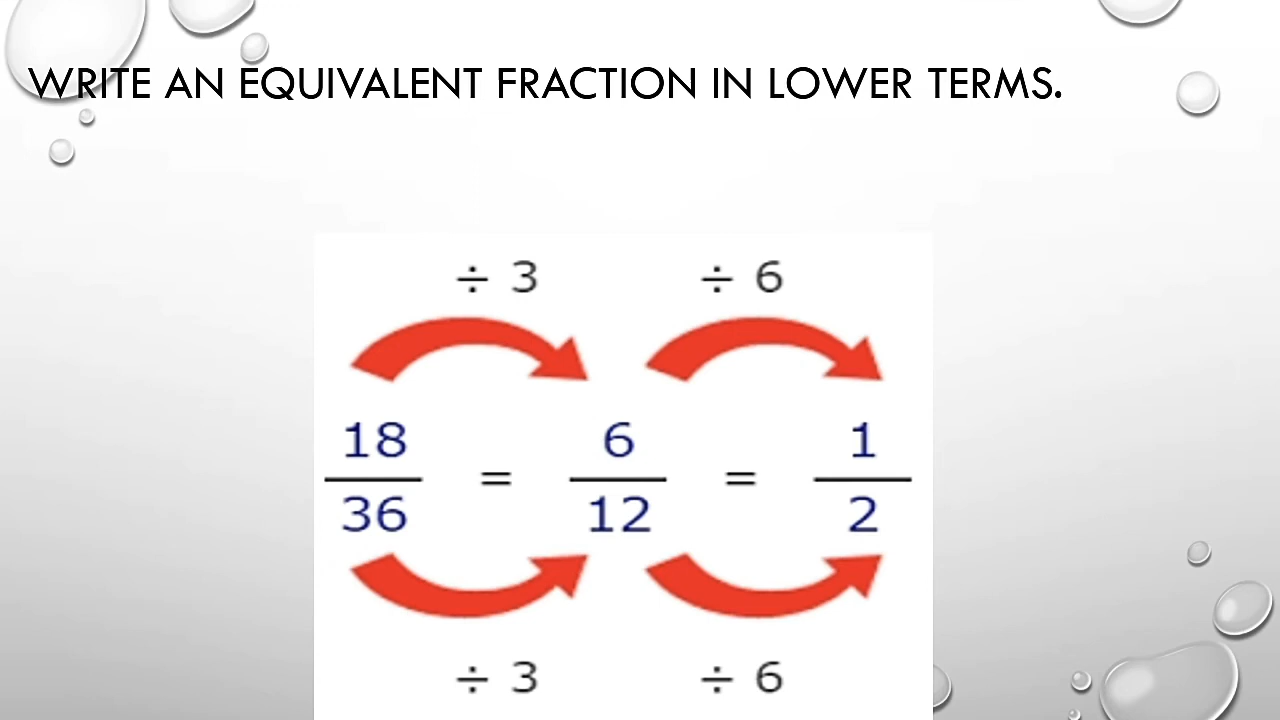 WRITE AN EQUIVALENT FRACTION IN LOWER TERMS.
÷ 3 ÷ 6
18 6 1
= =
36 12 2
÷ 3 ÷ 6